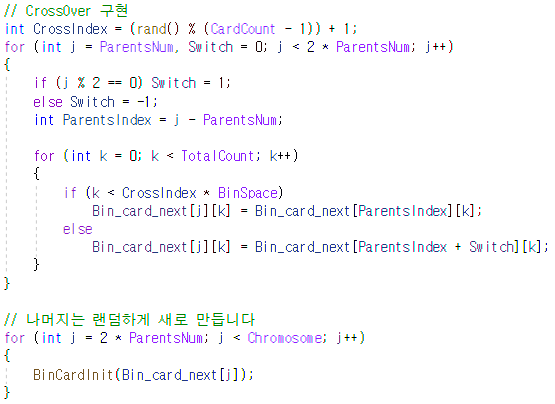 // CrossOver 구현
int CrossIndex = (rand() % (CardCount - 1)) + 1;
for (int j = ParentsNum, Switch = 0; j < 2 * ParentsNum; j++)
{
if (j % 2 == 0) Switch = 1;
else Switch = -1;
int ParentsIndex = j - ParentsNum;
for (int k = 0; k < TotalCount; k++)
{
if (k < CrossIndex * BinSpace)
Bin_card_next[j][k] = Bin_card_next[ParentsIndex][k];
else
Bin_card_next[j][k] = Bin_card_next[ParentsIndex + Switch][k];
}
}
// 나머지는 랜덤하게 새로 만듭니다
for (int j = 2 * ParentsNum; j < Chromosome; j++)
{
BinCardInit(Bin_card_next[j]);
}